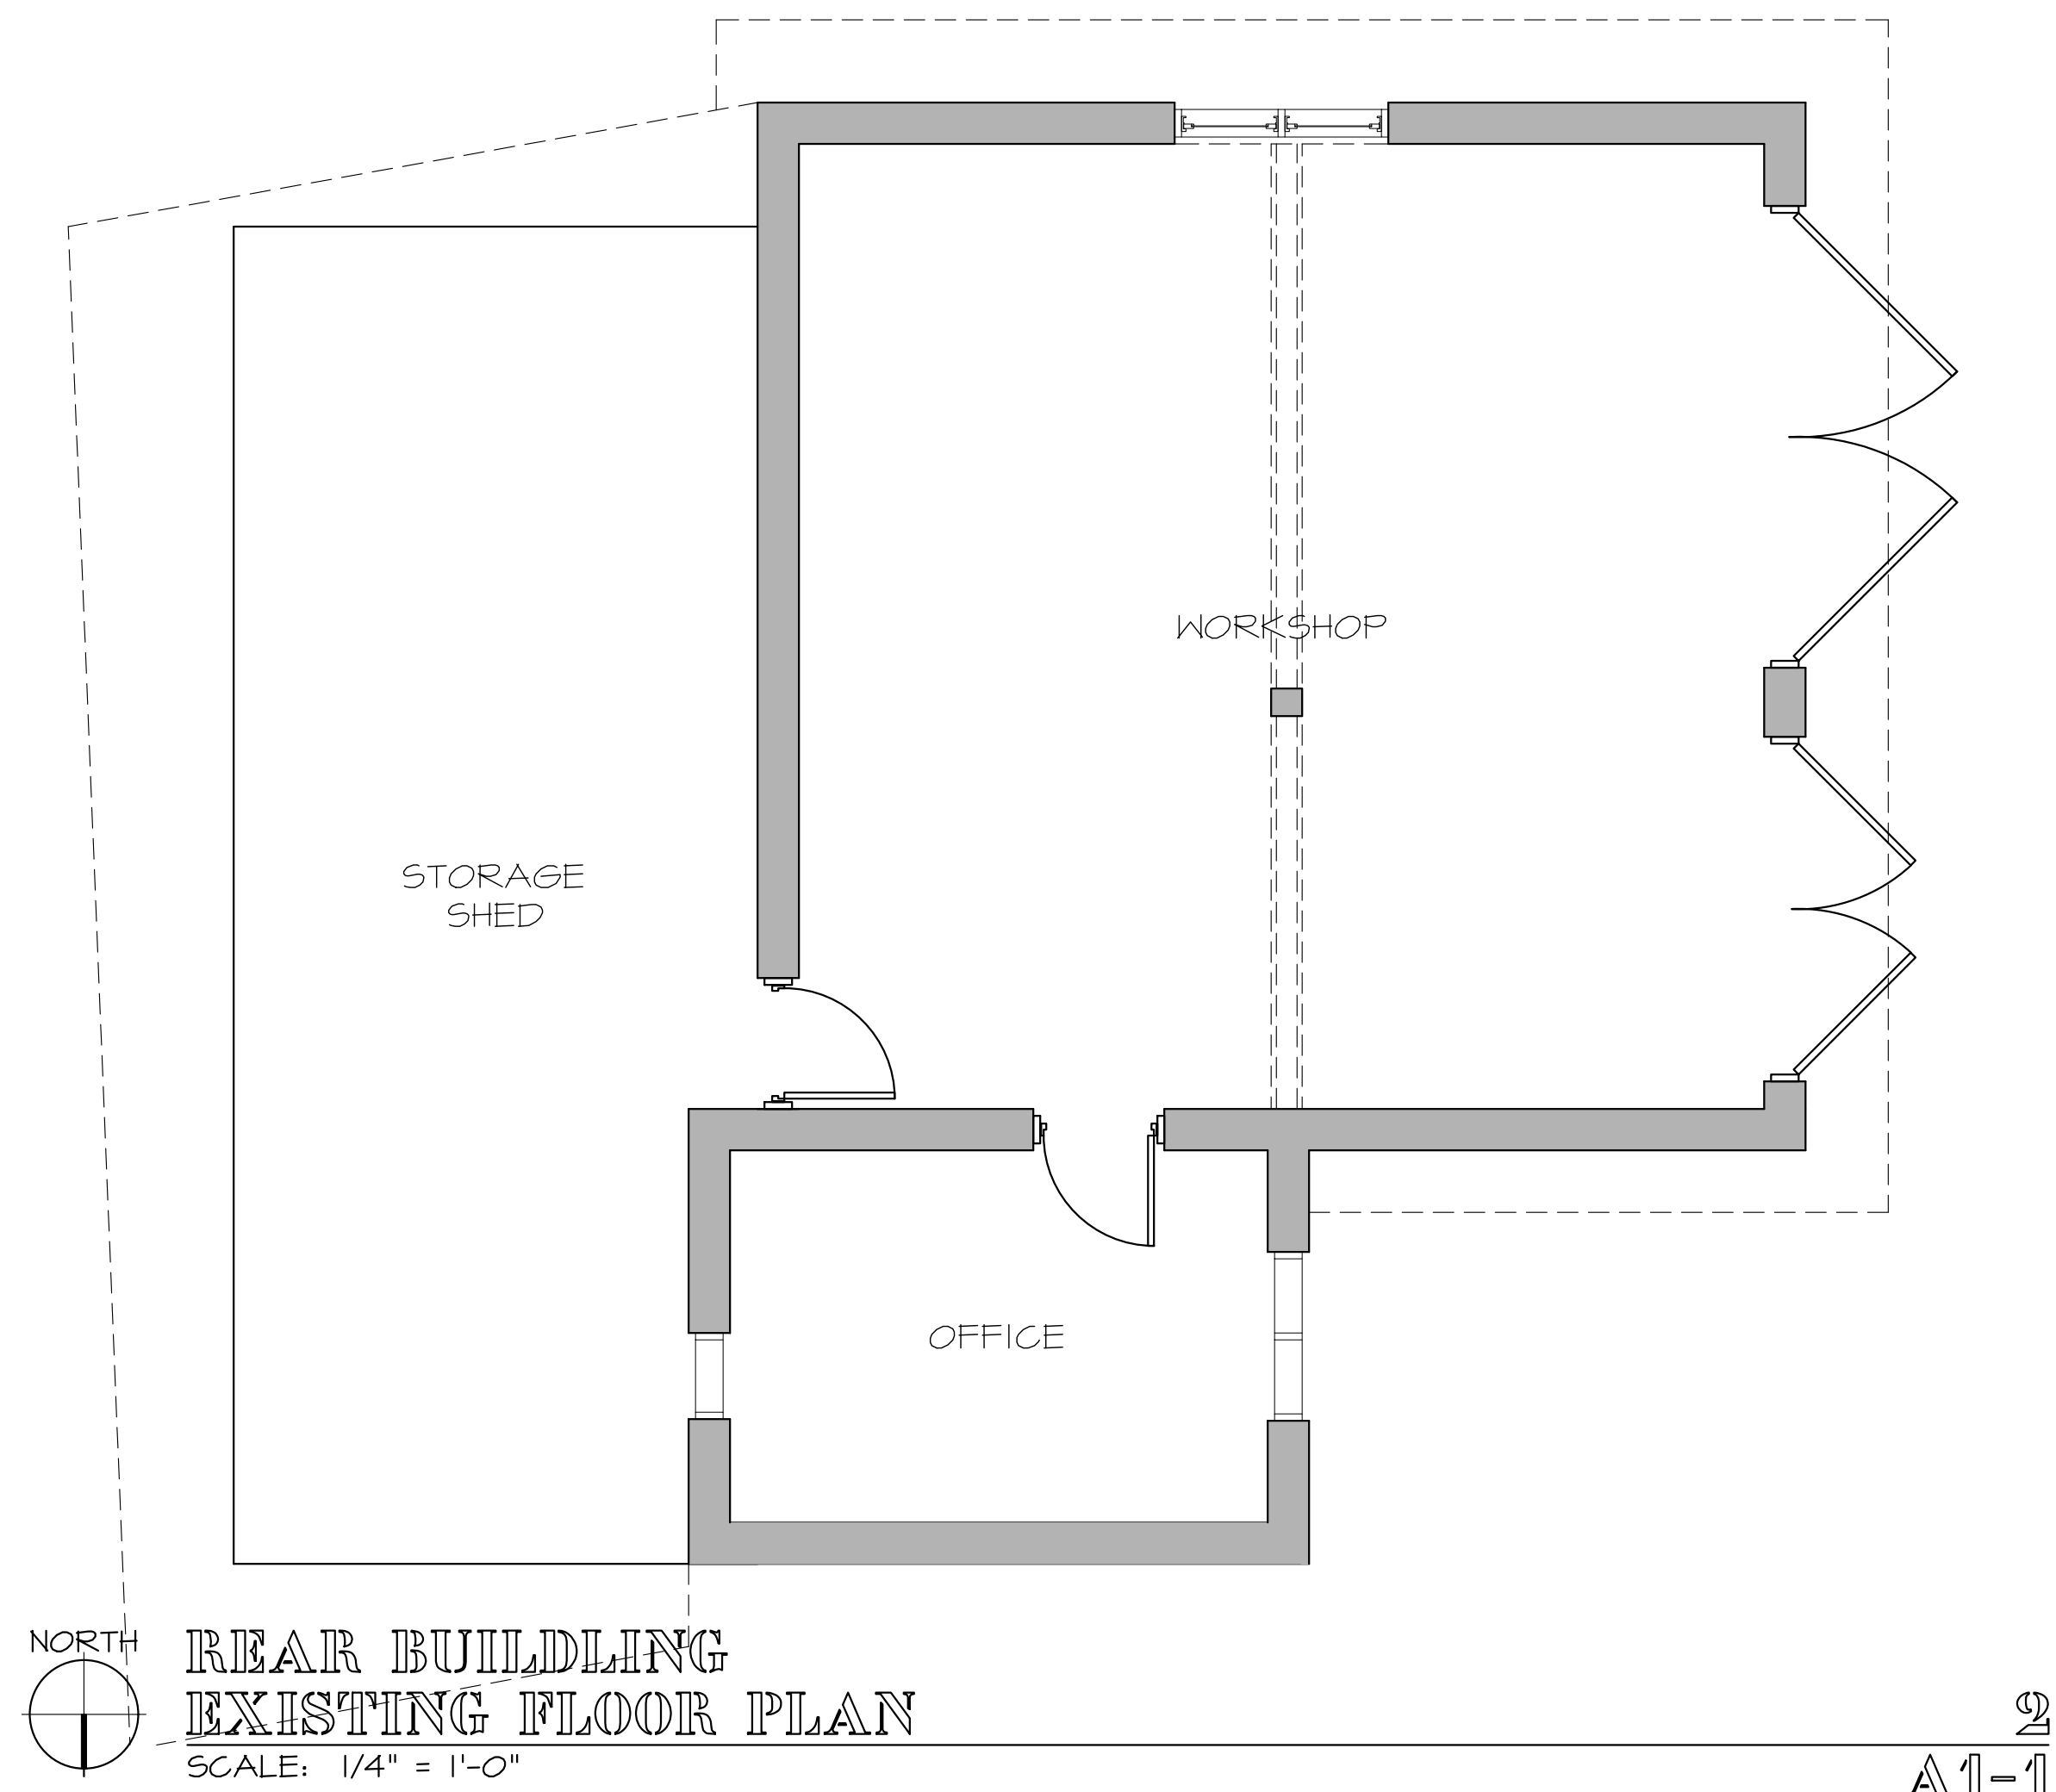 WORKSHOP
STORAGE
SHED
OFFICE
NORTH
REAR BUILDING
EXISTING FLOOR PLAN
SCALE: 1/4" = 1'-0"
2
A1-1